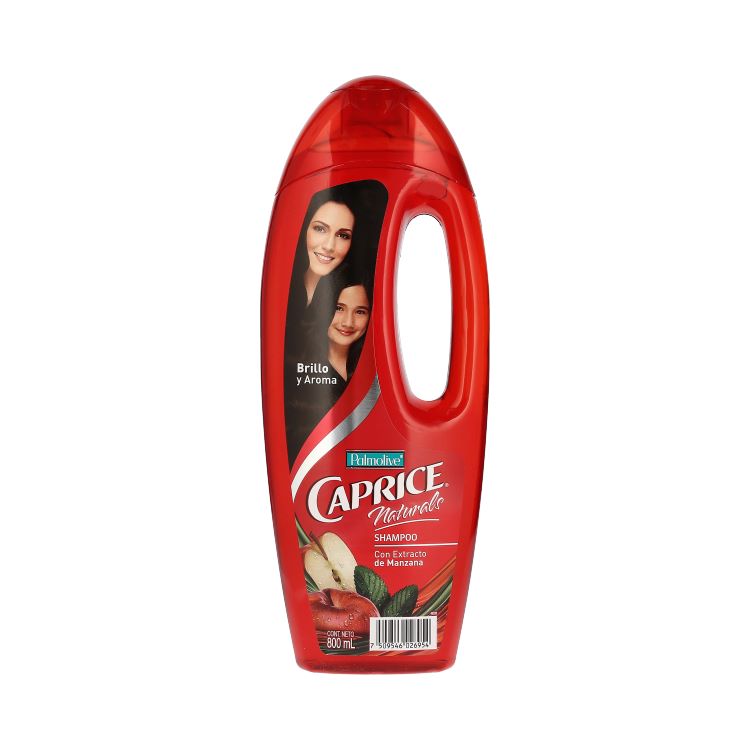 Brillo
y Aroma
Palmolive®
CAPRICE®
Naturals
SHAMPOO
Con Extracto
de Manzana
CONT. NETO
800 mL
7 509546 026954